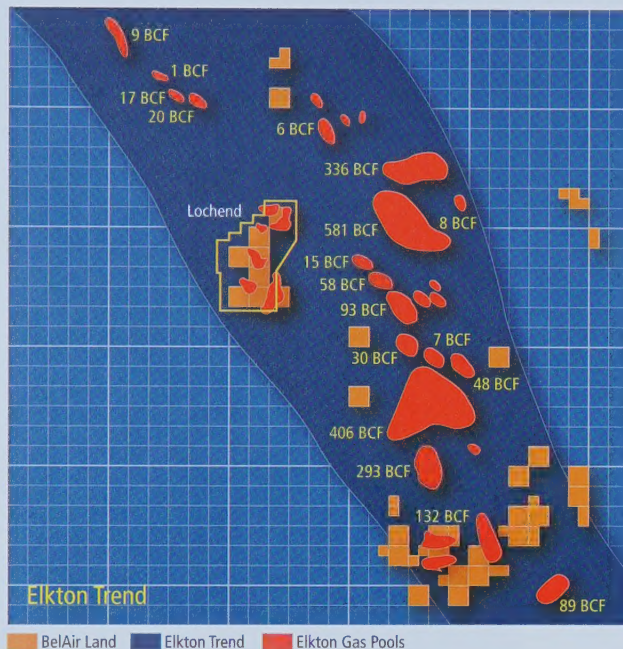 9 BCF
1 BCF
17 BCF
20 BCF
6 BCF
336 BCF
Lochend
581 BCF
8 BCF
15 BCF
58 BCF
93 BCF
7 BCF
30 BCF
48 BCF
406 BCF
293 BCF
132 BCF
Elkton Trend
89 BCF
BelAir Land
Elkton Trend
Elkton Gas Pools